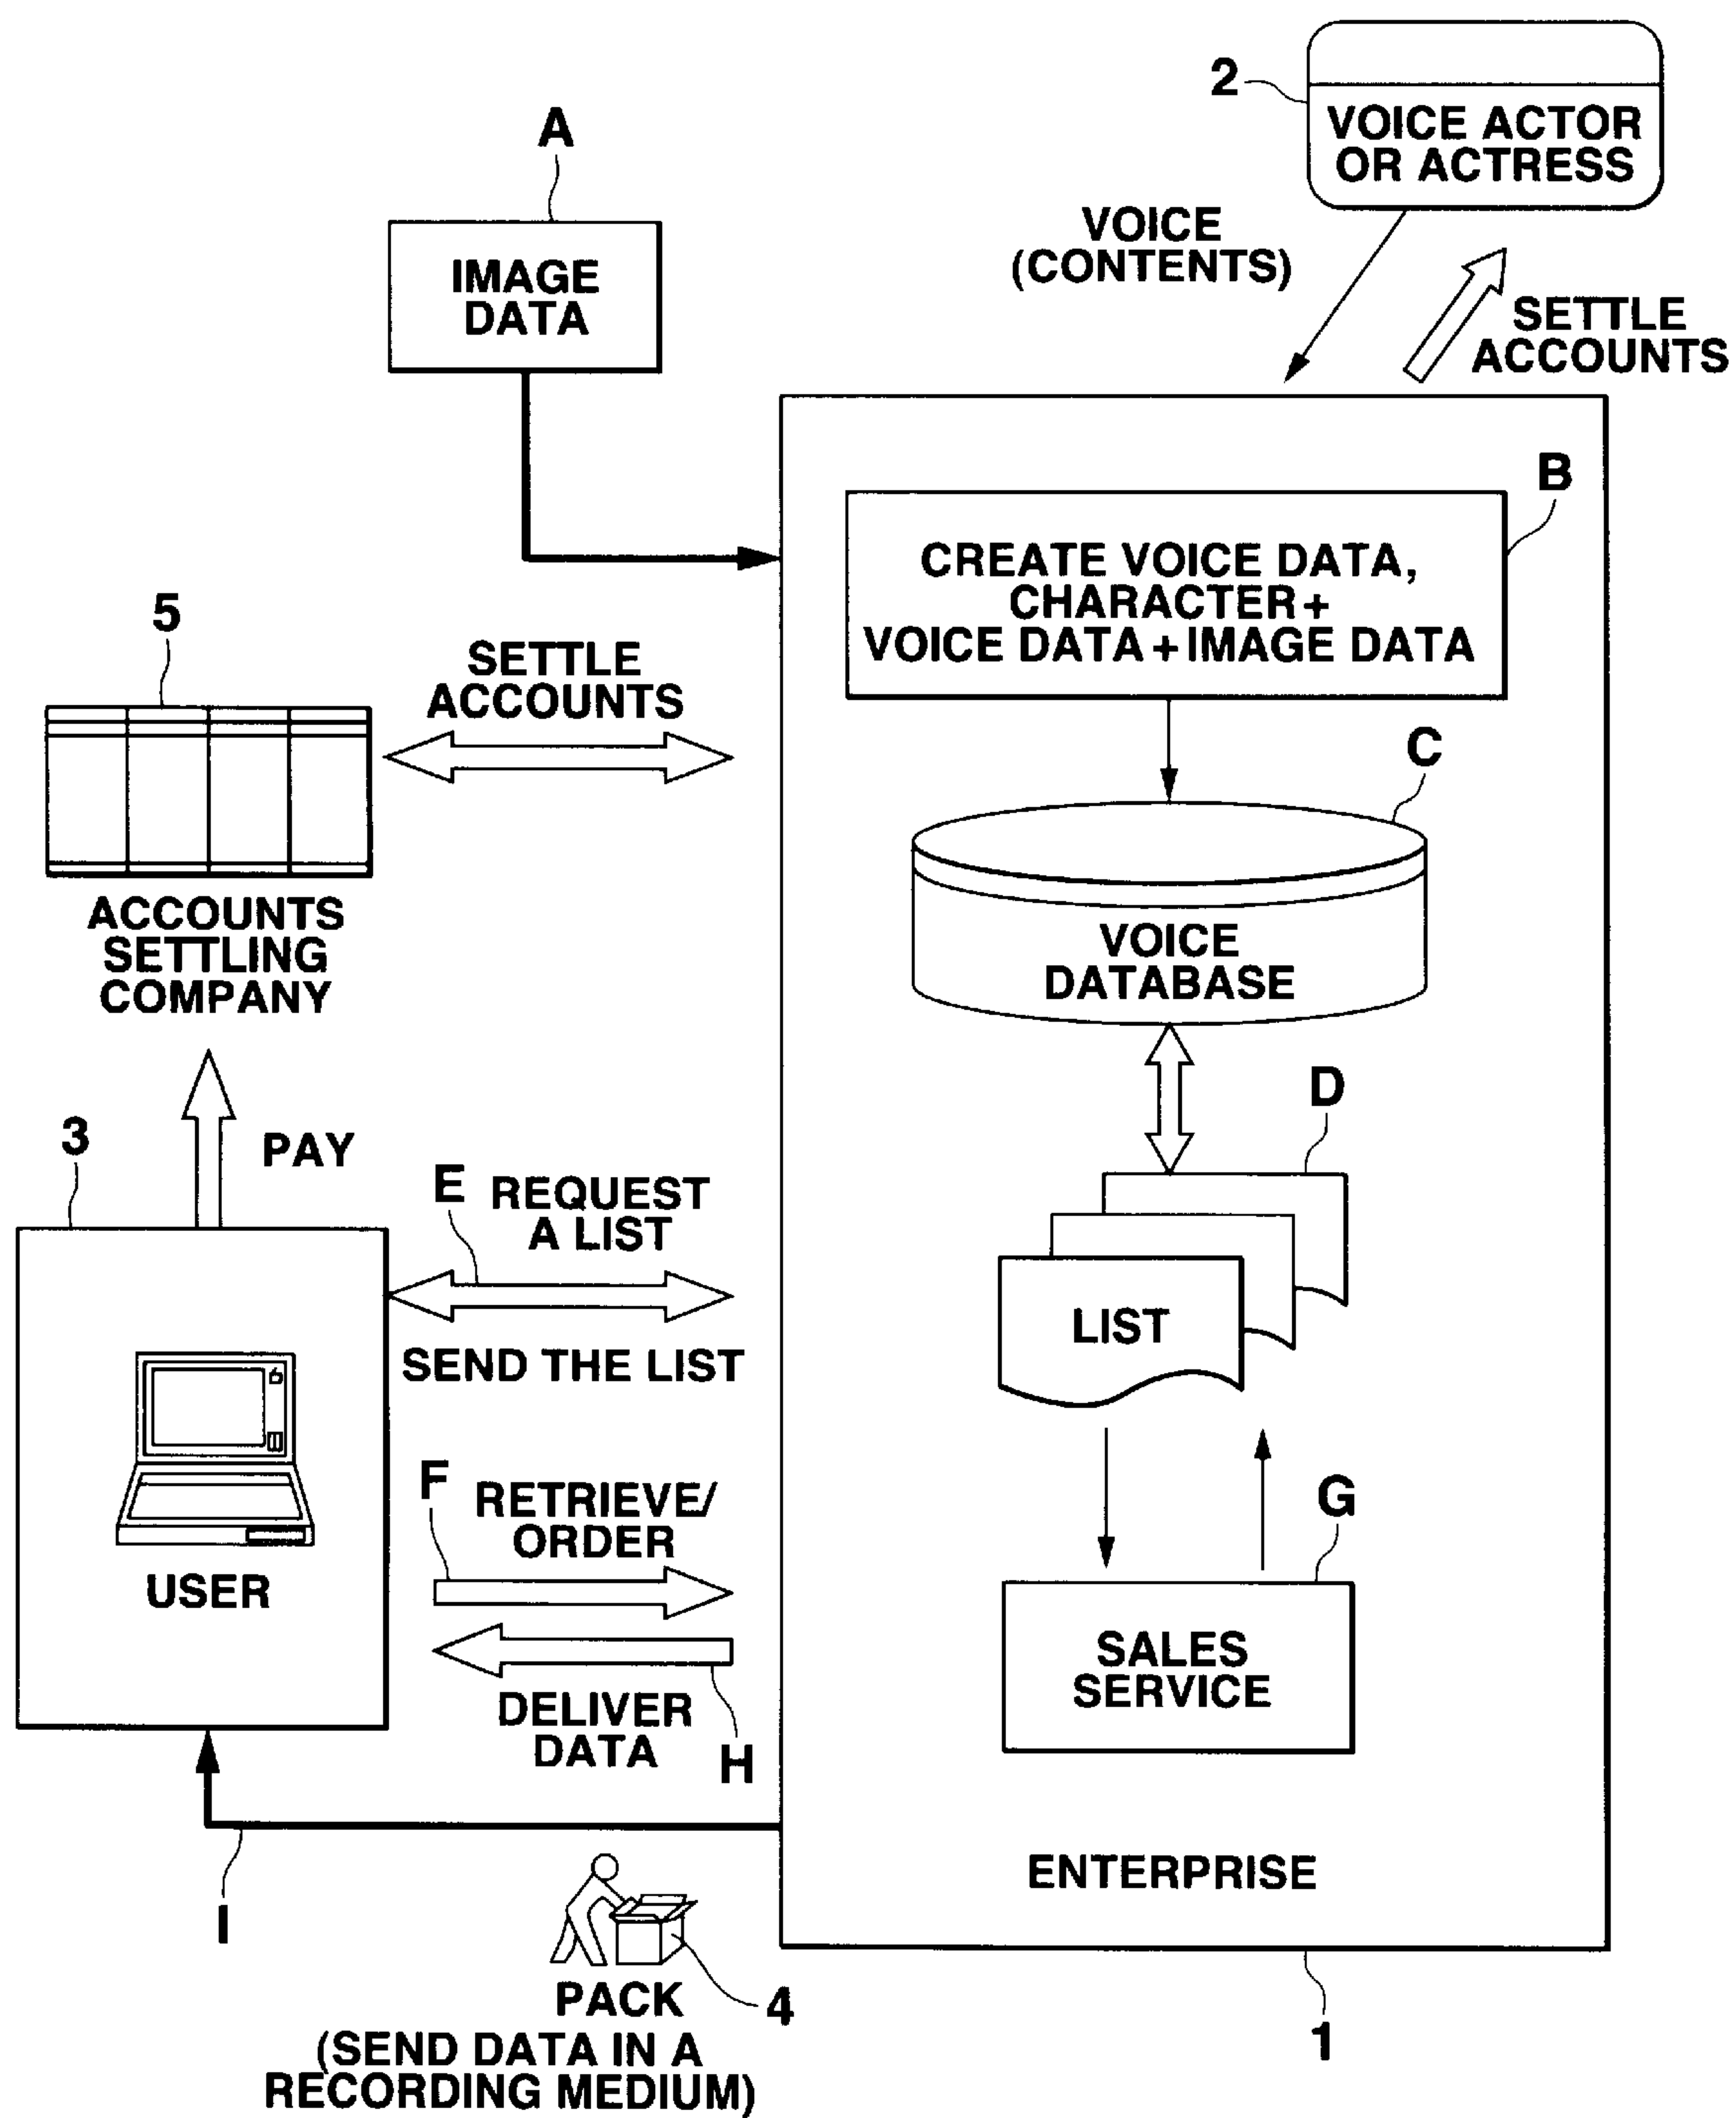 2
VOICE ACTOR
OR ACTRESS
A
VOICE
(CONTENTS)
IMAGE
DATA
SETTLE
ACCOUNTS
B
CREATE VOICE DATA,
CHARACTER+
VOICE DATA+IMAGE DATA
5
SETTLE
ACCOUNTS
C
ACCOUNTS
SETTLING
COMPANY
VOICE
DATABASE
D
3
PAY
E
REQUEST
A LIST
LIST
SEND THE LIST
F
RETRIEVE/
ORDER
G
USER
SALES
SERVICE
DELIVER
DATA
H
ENTERPRISE
I
PACK
4
(SEND DATA IN A
RECORDING MEDIUM)
1